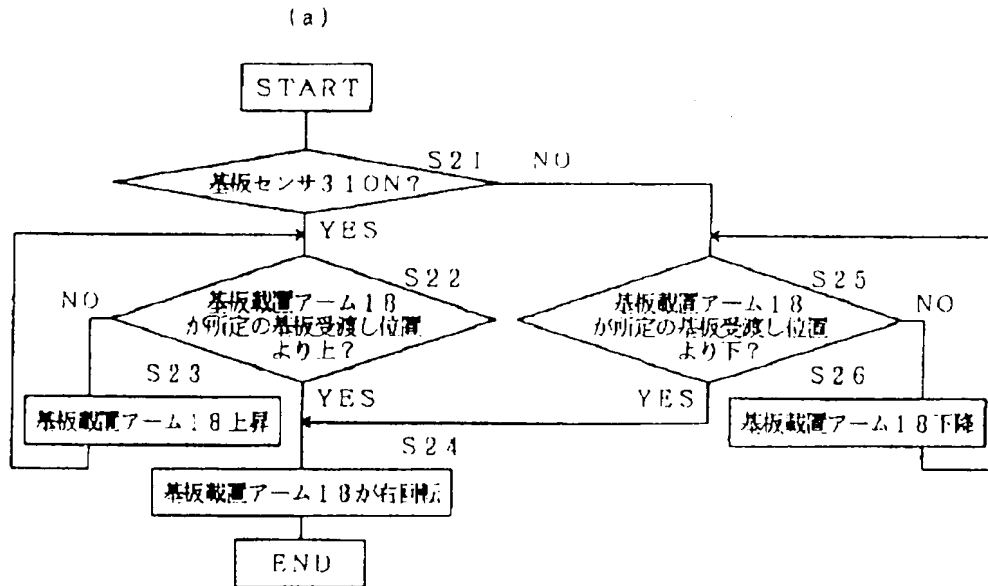 (a)
START
S21 NO
基板センサ31ON?
YES
S22
NO
基板載置アーム18
が所定の基板受渡し位置
より上?
S25
NO
基板載置アーム18
が所定の基板受渡し位置
より下?
S23
YES
YES
S26
基板載置アーム18上昇
基板載置アーム18下降
S24
基板載置アーム18が右回転
END